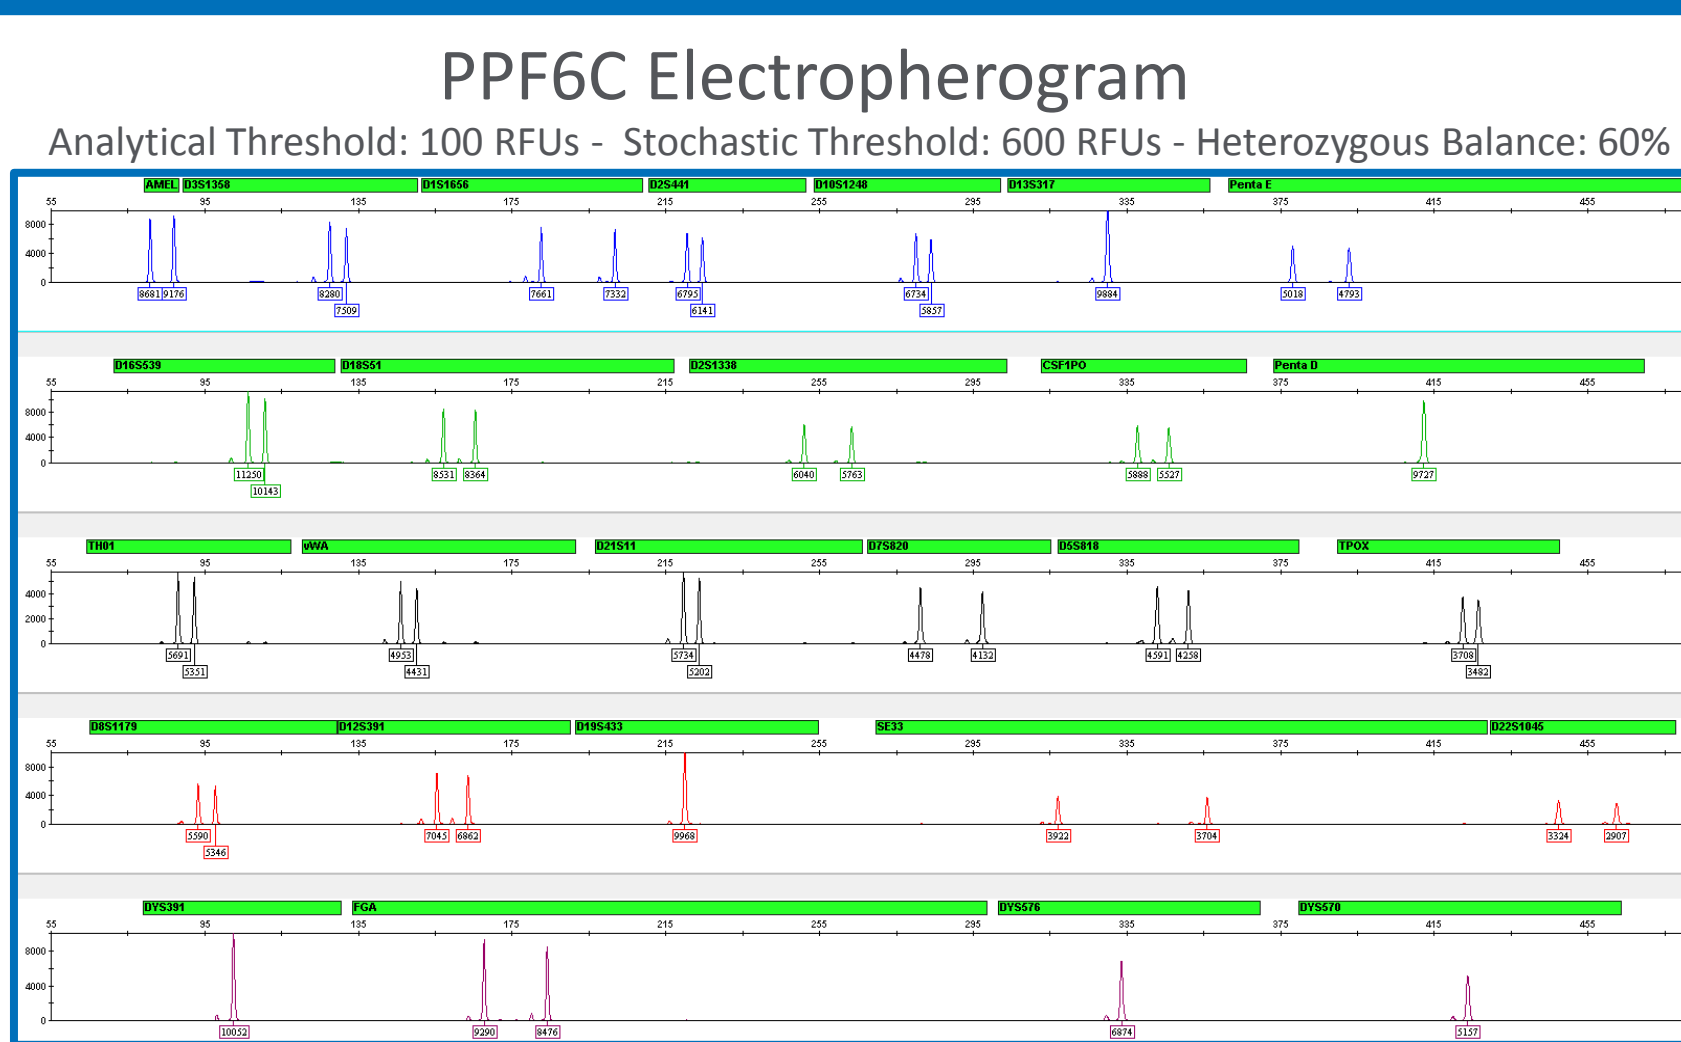 PPF6C Electropherogram
Analytical Threshold: 100 RFUs - Stochastic Threshold: 600 RFUs - Heterozygous Balance: 60%
AMEL D3S1358 D1S1656 D2S441 D10S1248 D13S317 Penta E
55 95 135 175 215 255 295 335 375 415 455
8000
4000
0
8681 9176 8280 7661 7332 6795 6734 9884 5018 4793
7509 6141 5857
D16S539 D18S51 D2S1338 CSF1PO Penta D
55 95 135 175 215 255 295 335 375 415 455
8000
4000
0
11250 8531 8364 6040 5763 5888 5527 9727
10143
TH01 vWA D21S11 D7S820 D5S818 TPOX
55 95 135 175 215 255 295 335 375 415 455
4000
2000
0
5691 4953 5734 4478 4132 4591 4258 3708
5351 4431 5202 3482
D8S1179 D12S391 D19S433 SE33 D22S1045
55 95 135 175 215 255 295 335 375 415 455
8000
4000
0
5590 7045 6862 9968 3922 3704 3324 2907
5346
DYS391 FGA DYS576 DYS570
55 95 135 175 215 255 295 335 375 415 455
8000
4000
0
10052 9290 8476 6874 5157